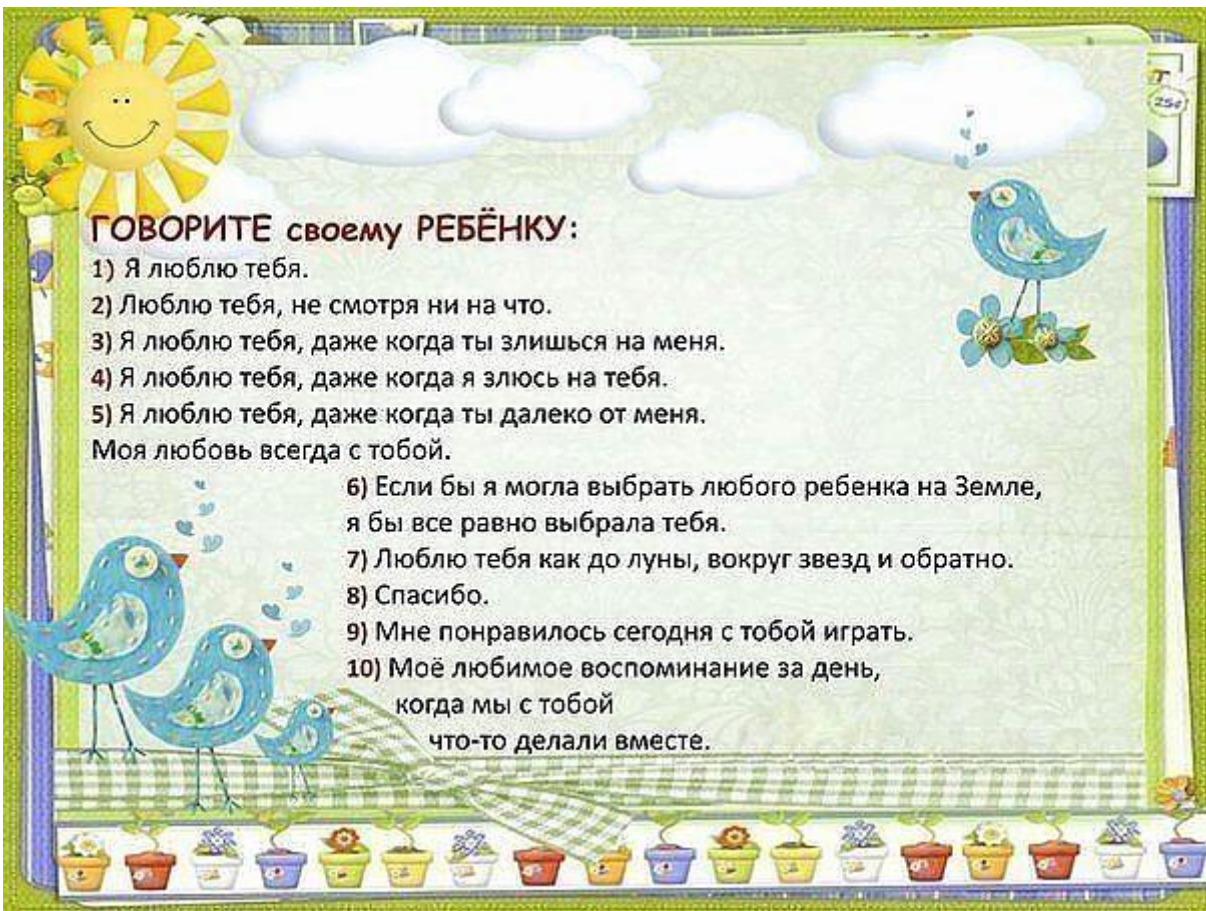 ГОВОРИТЕ своему РЕБЁНКУ:
1) Я люблю тебя.
2) Люблю тебя, не смотря ни на что.
3) Я люблю тебя, даже когда ты злишься на меня.
4) Я люблю тебя, даже когда я злюсь на тебя.
5) Я люблю тебя, даже когда ты далеко от меня.
Моя любовь всегда с тобой.
6) Если бы я могла выбрать любого ребенка на Земле,
я бы все равно выбрала тебя.
7) Люблю тебя как до луны, вокруг звезд и обратно.
8) Спасибо.
9) Мне понравилось сегодня с тобой играть.
10) Моё любимое воспоминание за день,
когда мы с тобой
что-то делали вместе.
25¢